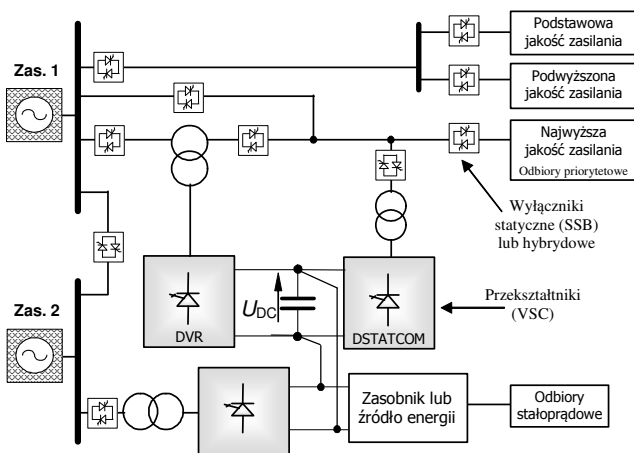 Podstawowa
jakość zasilania
Zas. 1
Podwyższona
jakość zasilania
Najwyższa
jakość zasilania
Odbiory priorytetowe
Wyłączniki
statyczne (SSB)
lub hybrydowe
Zas. 2
UDC
Przekształtniki
(VSC)
DVR
DSTATCOM
Zasobnik lub
źródło energii
Odbiory
stałoprądowe